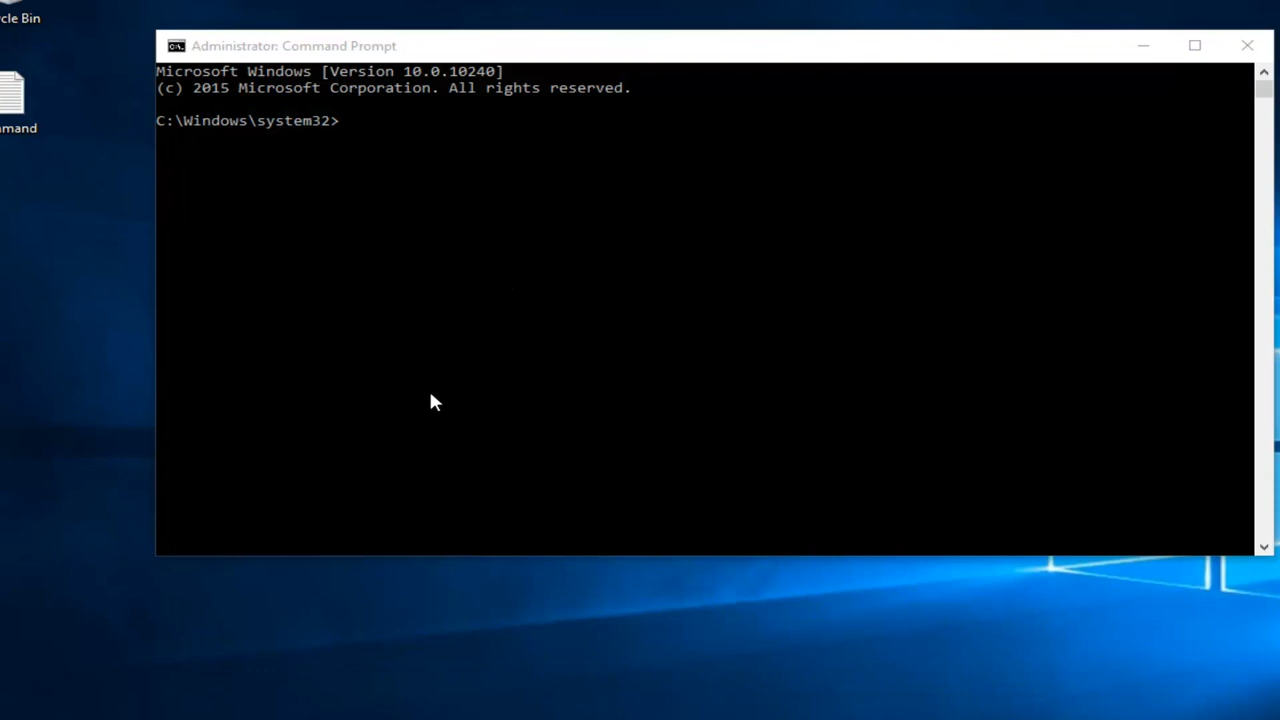 cle Bin
mmand
Administrator: Command Prompt
Microsoft Windows [Version 10.0.10240]
(c) 2015 Microsoft Corporation. All rights reserved.
C:\Windows\system32>